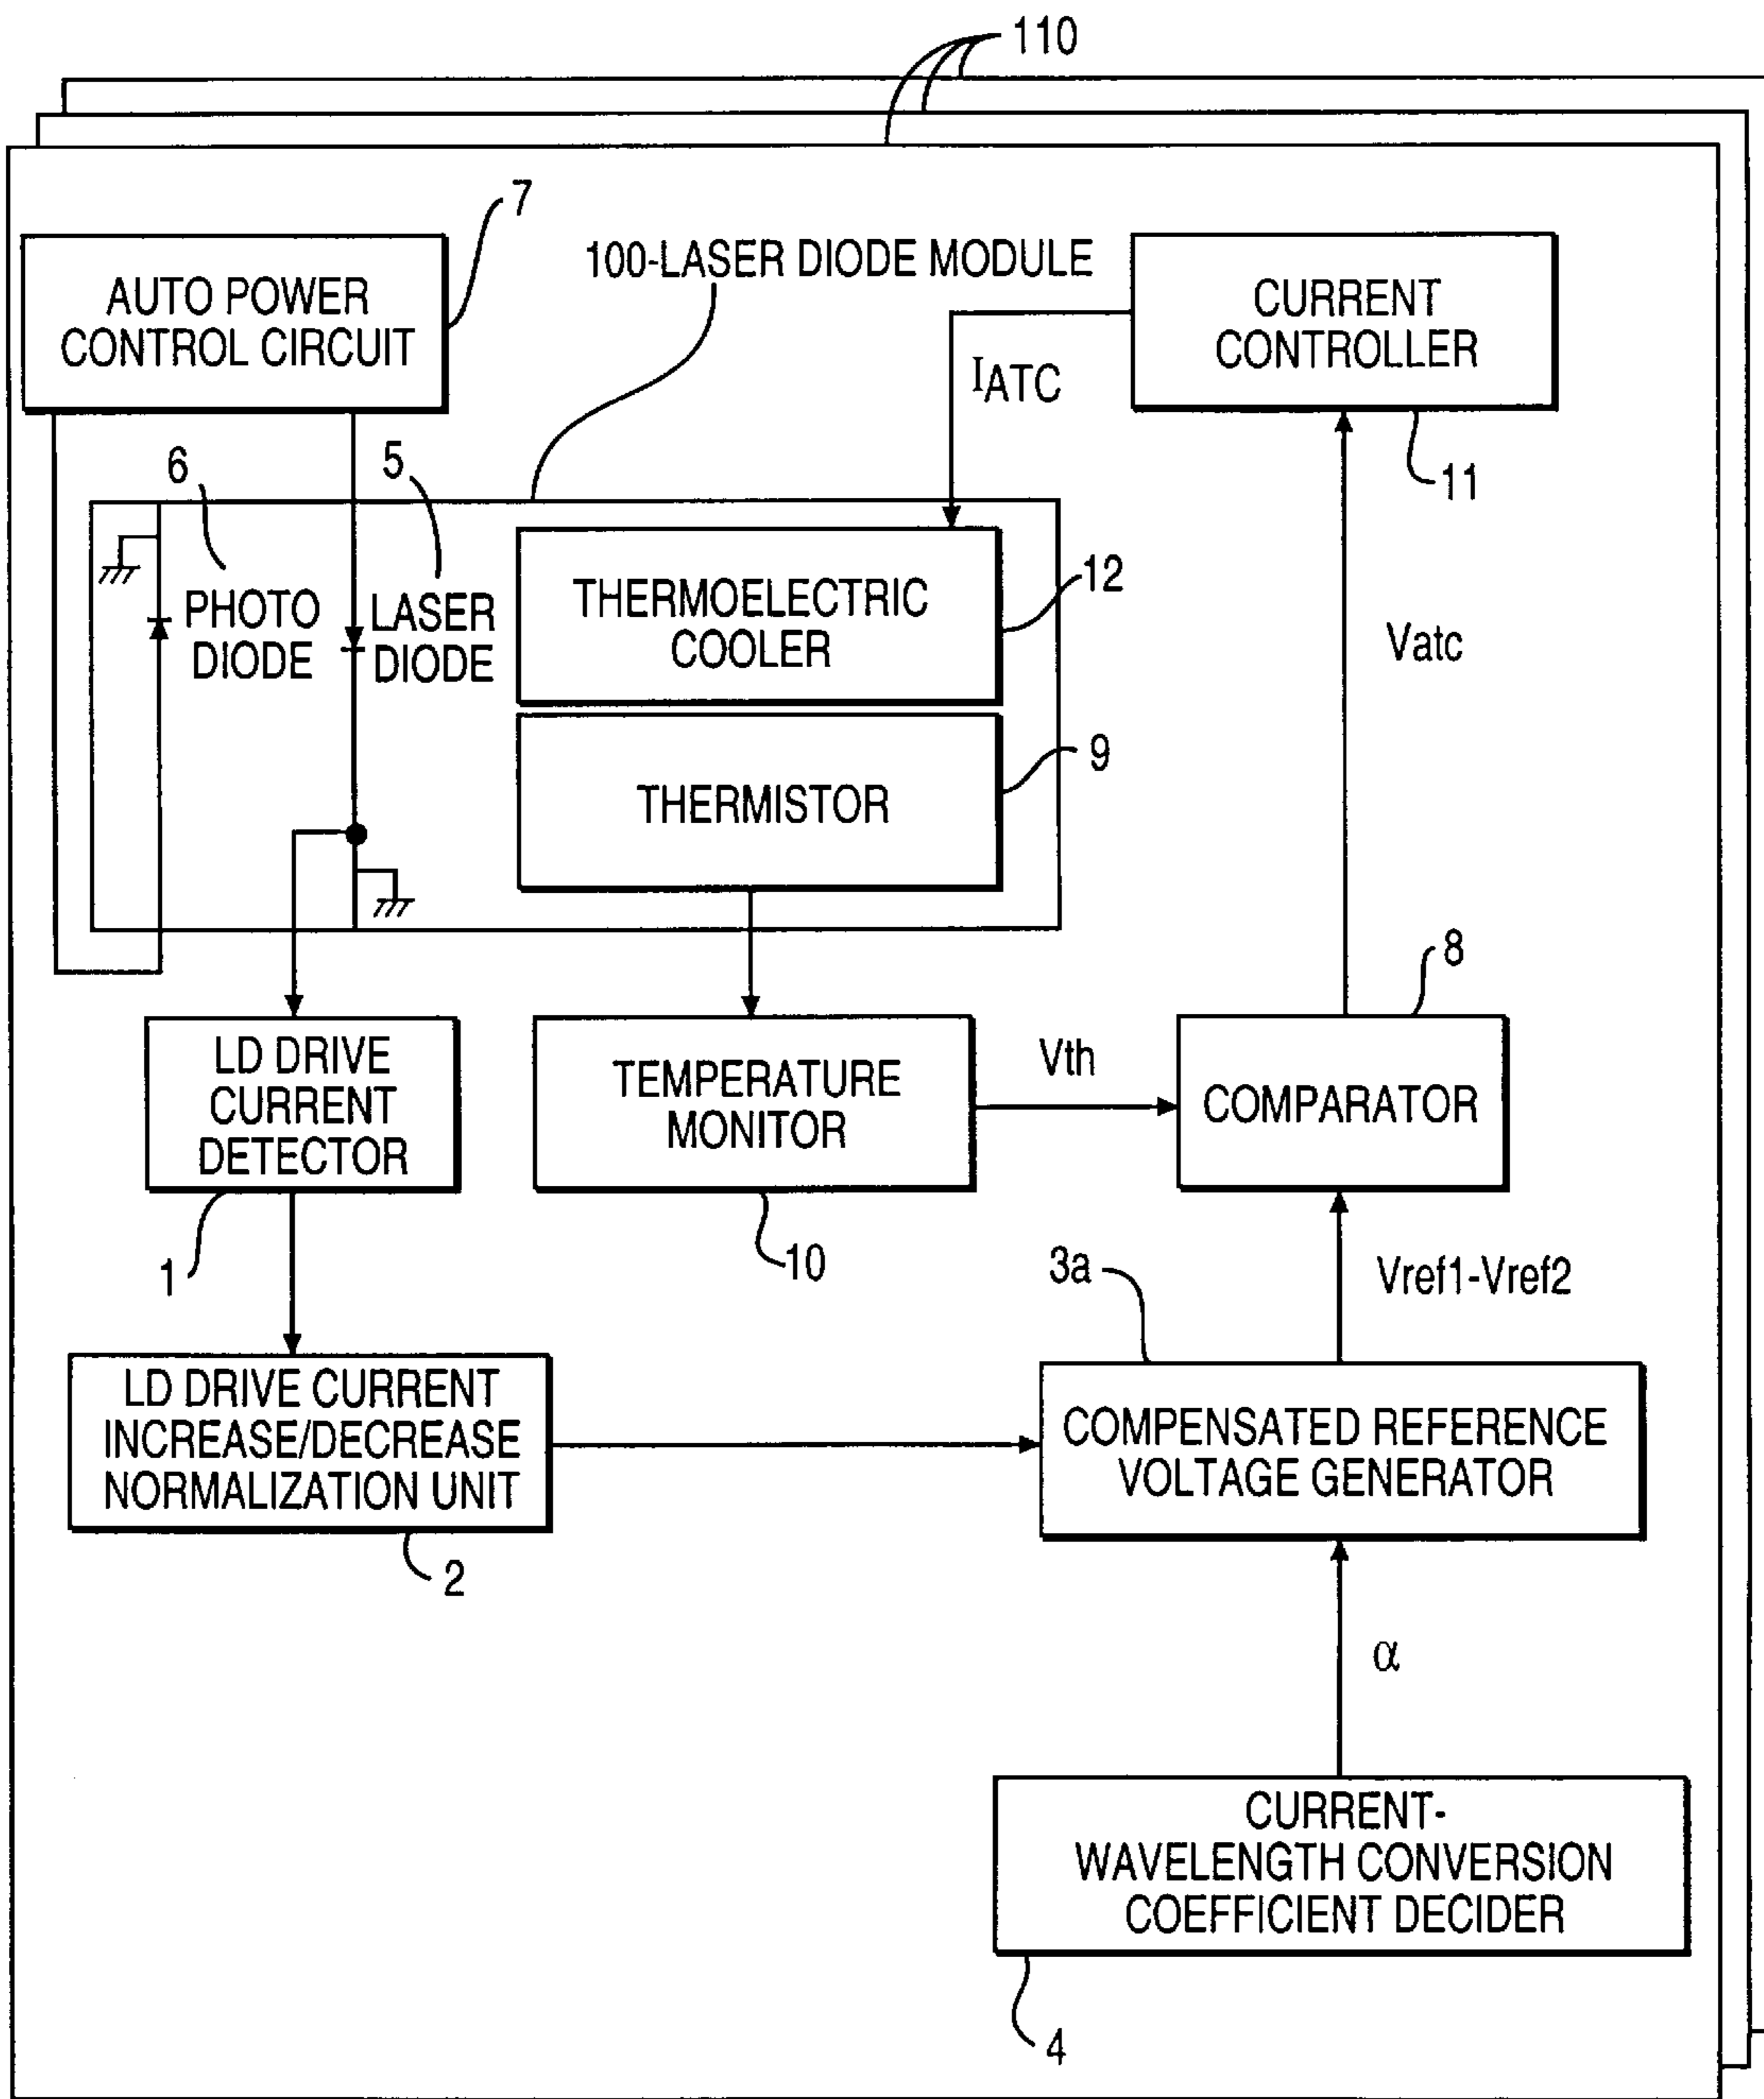 110
7
AUTO POWER
CONTROL CIRCUIT
100-LASER DIODE MODULE
CURRENT
CONTROLLER
IATC
11
6
5
PHOTO
DIODE
LASER
DIODE
THERMOELECTRIC
COOLER
12
Vatc
THERMISTOR
9
8
LD DRIVE
CURRENT
DETECTOR
1
TEMPERATURE
MONITOR
10
Vth
COMPARATOR
3a
Vref1-Vref2
LD DRIVE CURRENT
INCREASE/DECREASE
NORMALIZATION UNIT
2
COMPENSATED REFERENCE
VOLTAGE GENERATOR
α
CURRENT-
WAVELENGTH CONVERSION
COEFFICIENT DECIDER
4